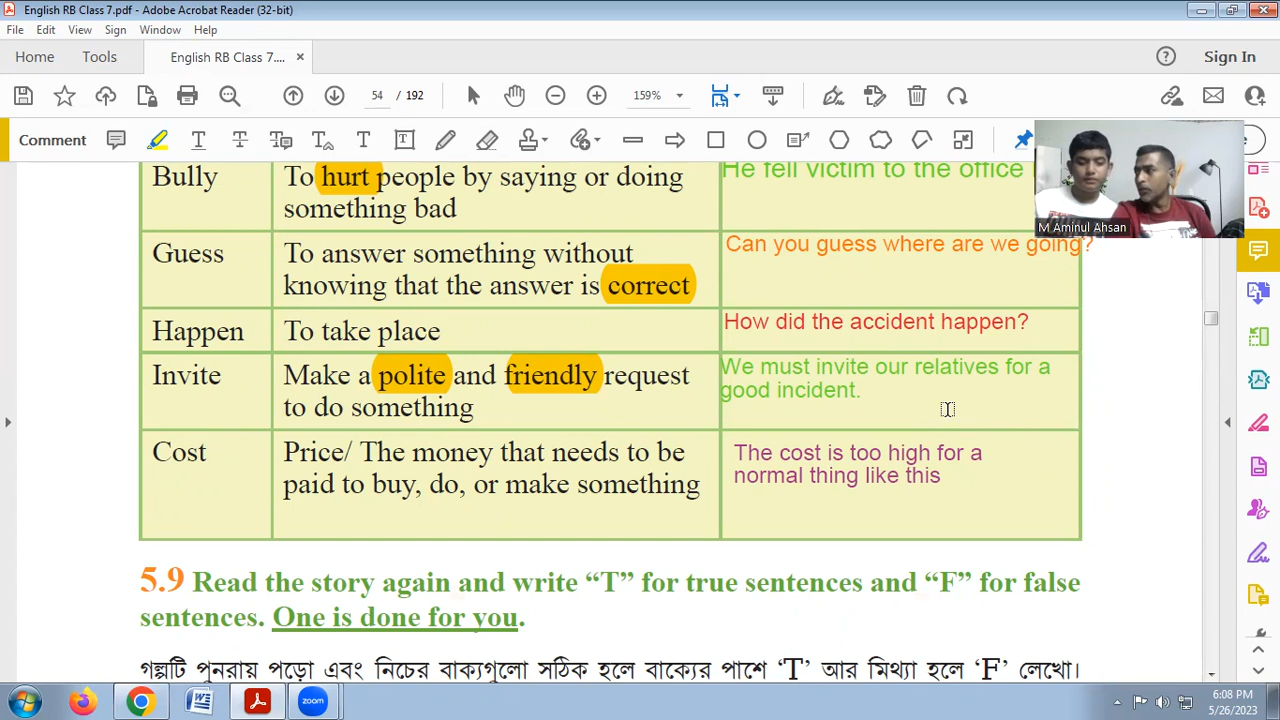 English RB Class 7.pdf - Adobe Acrobat Reader (32-bit)
File Edit View Sign Window Help
Home Tools English RB Class 7.... × Sign In
54 / 192 159%
Comment
M Aminul Ahsan
Bully To hurt people by saying or doing He fell victim to the office
something bad
Guess To answer something without Can you guess where are we going?
knowing that the answer is correct
Happen To take place How did the accident happen?
Invite Make a polite and friendly request We must invite our relatives for a
to do something good incident.
Cost Price/ The money that needs to be The cost is too high for a
paid to buy, do, or make something normal thing like this
5.9 Read the story again and write “T” for true sentences and “F” for false
sentences. One is done for you.
গল্পটি পুনরায় পড়ো এবং নিচের বাক্যগুলো সঠিক হলে বাক্যের পাশে ‘T’ আর মিথ্যা হলে ‘F’ লেখো।
zoom
6:08 PM
5/26/2023